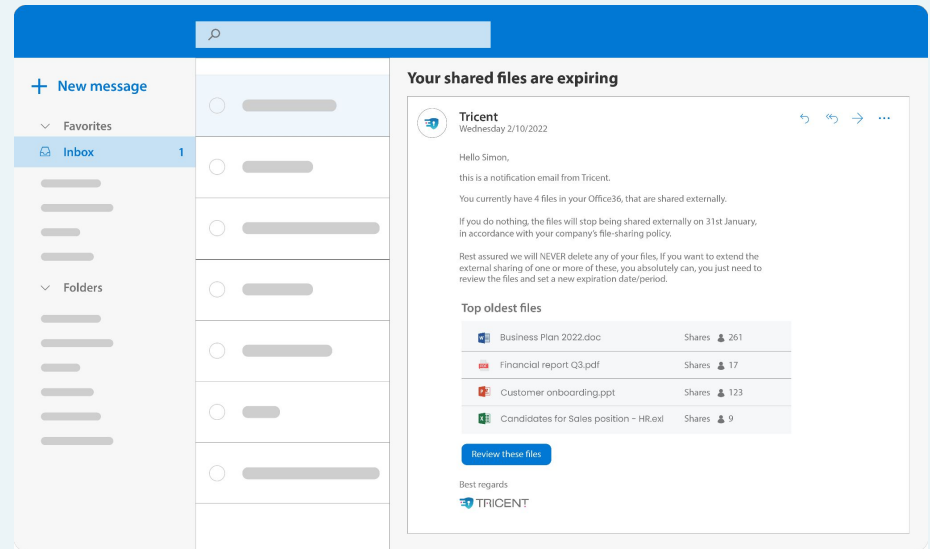 New message
Favorites
Inbox 1
Folders
Your shared files are expiring
Tricent
Wednesday 2/10/2022
Hello Simon,
this is a notification email from Tricent.
You currently have 4 files in your Office36, that are shared externally.
If you do nothing, the files will stop being shared externally on 31st January,
in accordance with your company's file-sharing policy.
Rest assured we will NEVER delete any of your files, If you want to extend the
external sharing of one or more of these, you absolutely can, you just need to
review the files and set a new expiration date/period.
Top oldest files
Business Plan 2022.doc Shares 261
Financial report Q3.pdf Shares 17
Customer onboarding.ppt Shares 123
Candidates for Sales position - HR.exl Shares 9
Review these files
Best regards
TRICENT